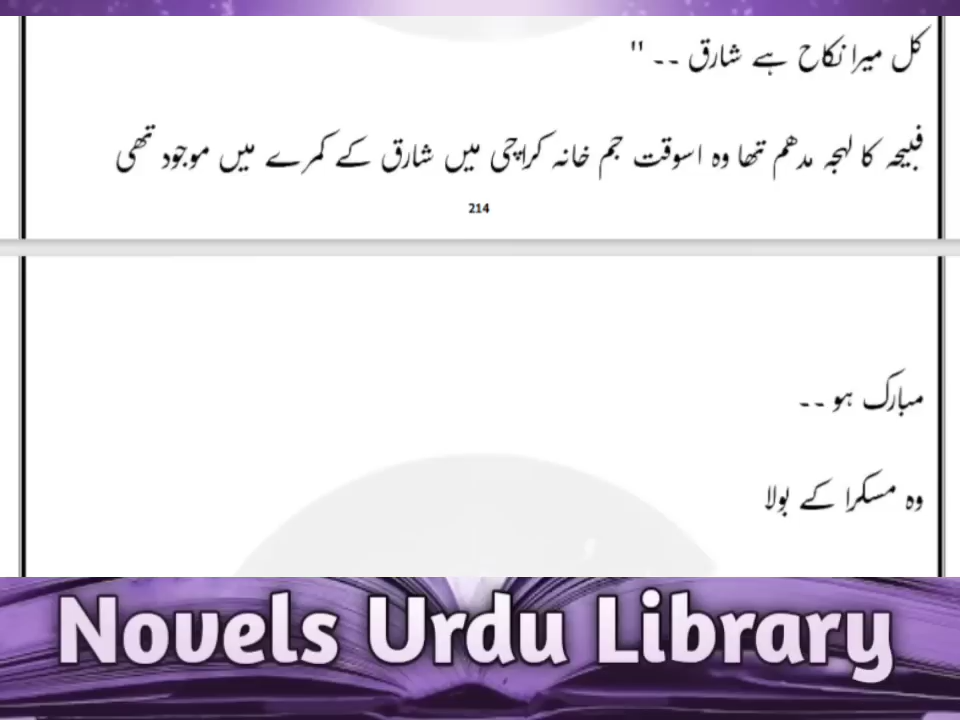 کل میرا نکاح ہے شارق ۔۔ "
فبیحہ کا لہجہ مدھم تھا وہ اسوقت جم خانہ کراچی میں شارق کے کمرے میں موجود تھی
214
مبارک ہو ۔۔
وہ مسکرا کے بولا
Novels Urdu Library